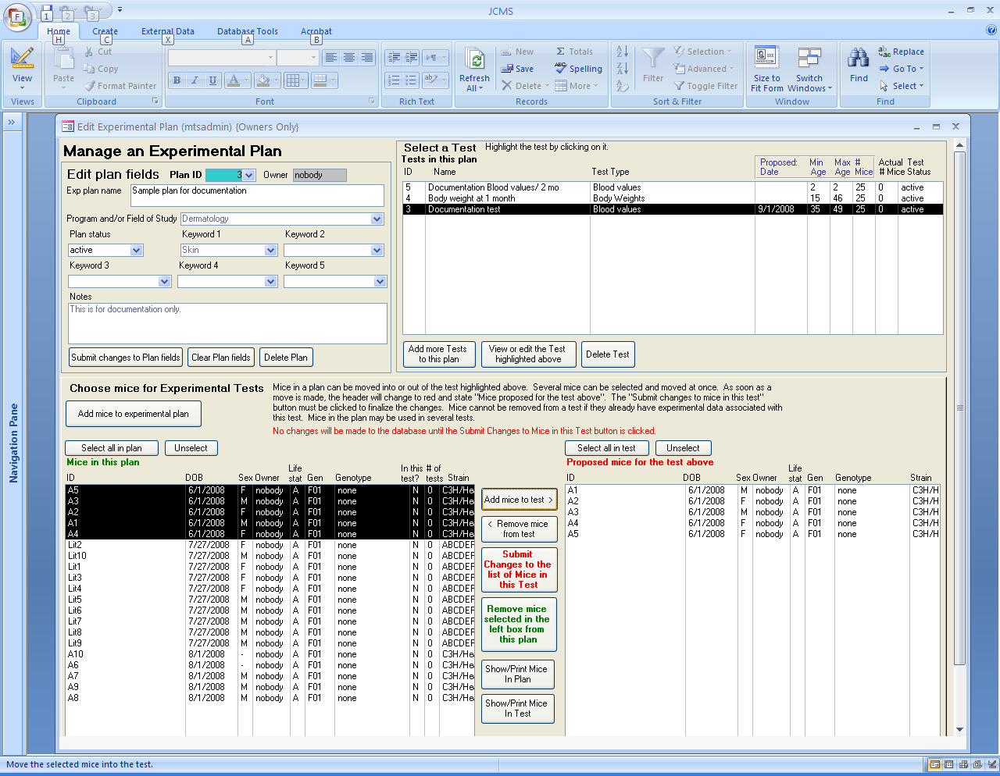 JCMS
F
1
2
3
Home
Create
External Data
Database Tools
Acrobat
H
C
X
A
B
View
Views
Paste
Cut
Copy
Format Painter
Clipboard
B I U A
Font
Rich Text
Refresh
All
New
Save
Delete
Totals
Spelling
More
Records
Filter
Selection
Advanced
Toggle Filter
Sort & Filter
Size to
Fit Form
Switch
Windows
Window
Find
Replace
Go To
Select
Find
»
Navigation Pane
Edit Experimental Plan (mtsadmin) {Owners Only}
Manage an Experimental Plan
Edit plan fields Plan ID 3 Owner nobody
Exp plan name Sample plan for documentation
Program and/or Field of Study Dermatology
Plan status Keyword 1 Keyword 2
active Skin
Keyword 3 Keyword 4 Keyword 5
Notes
This is for documentation only.
Submit changes to Plan fields Clear Plan fields Delete Plan
Select a Test Highlight the test by clicking on it.
Tests in this plan
ID Name Test Type Proposed: Date Min Age Max Age # Mice Actual # Mice Test Status
5 Documentation Blood values/ 2 mo Blood values 2 2 25 0 active
4 Body weight at 1 month Body Weights 15 46 25 0 active
3 Documentation test Blood values 9/1/2008 35 49 25 0 active
Add more Tests
to this plan
View or edit the Test
highlighted above
Delete Test
Choose mice for Experimental Tests
Add mice to experimental plan
Mice in a plan can be moved into or out of the test highlighted above. Several mice can be selected and moved at once. As soon as a
move is made, the header will change to red and state "Mice proposed for the test above". The "Submit changes to mice in this test"
button must be clicked to finalize the changes. Mice cannot be removed from a test if they already have experimental data associated with
this test. Mice in the plan may be used in several tests.
No changes will be made to the database until the Submit Changes to Mice in this Test button is clicked.
Select all in plan Unselect
Mice in this plan
ID DOB Sex Owner Life stat Gen Genotype In this test? # of tests Strain
A5 6/1/2008 F nobody A F01 none N 0 C3H/He
A3 6/1/2008 M nobody A F01 none N 0 C3H/He
A2 6/1/2008 F nobody A F01 none N 0 C3H/He
A1 6/1/2008 M nobody A F01 none N 0 C3H/He
A4 6/1/2008 F nobody A F01 none N 0 C3H/He
Lit2 7/27/2008 F nobody A F01 none N 0 ABCDEF
Lit10 7/27/2008 M nobody A F01 none N 0 ABCDEF
Lit1 7/27/2008 F nobody A F01 none N 0 ABCDEF
Lit3 7/27/2008 F nobody A F01 none N 0 ABCDEF
Lit4 7/27/2008 F nobody A F01 none N 0 ABCDEF
Lit5 7/27/2008 M nobody A F01 none N 0 ABCDEF
Lit6 7/27/2008 M nobody A F01 none N 0 ABCDEF
Lit7 7/27/2008 M nobody A F01 none N 0 ABCDEF
Lit8 7/27/2008 M nobody A F01 none N 0 ABCDEF
Lit9 7/27/2008 M nobody A F01 none N 0 ABCDEF
A10 8/1/2008 - nobody A F01 none N 0 C3H/He
A6 8/1/2008 - nobody A F01 none N 0 C3H/He
A7 8/1/2008 M nobody A F01 none N 0 C3H/He
A9 8/1/2008 M nobody A F01 none N 0 C3H/He
A8 8/1/2008 M nobody A F01 none N 0 C3H/He
Add mice to test >
< Remove mice
from test
Submit
Changes to the
list of Mice in
this Test
Remove mice
selected in the
left box from
this plan
Show/Print Mice
In Plan
Show/Print Mice
In Test
Select all in test Unselect
Proposed mice for the test above
ID DOB Sex Owner Life stat Gen Genotype Strain
A1 6/1/2008 M nobody A F01 none C3H/H
A2 6/1/2008 F nobody A F01 none C3H/H
A3 6/1/2008 M nobody A F01 none C3H/H
A4 6/1/2008 F nobody A F01 none C3H/H
A5 6/1/2008 F nobody A F01 none C3H/H
Move the selected mice into the test.